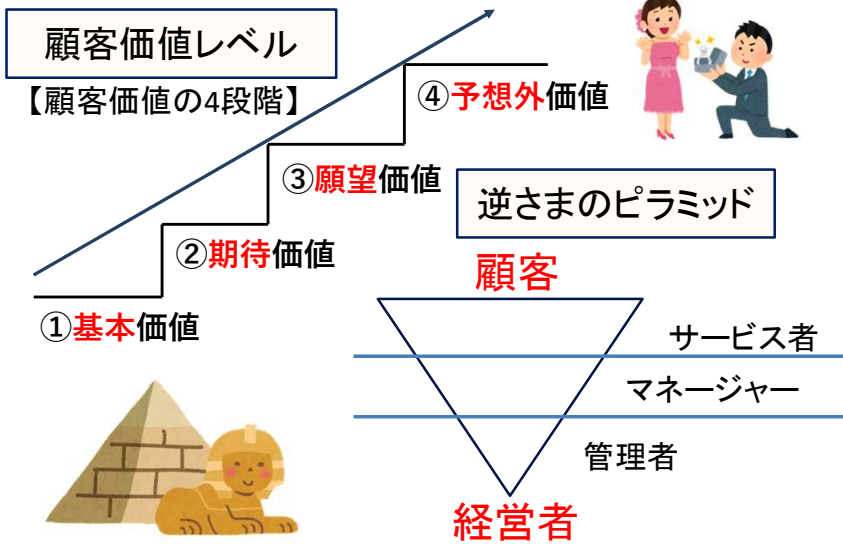 顧客価値レベル
【顧客価値の4段階】
④予想外価値
③願望価値
②期待価値
①基本価値
逆さまのピラミッド
顧客
サービス者
マネージャー
管理者
経営者